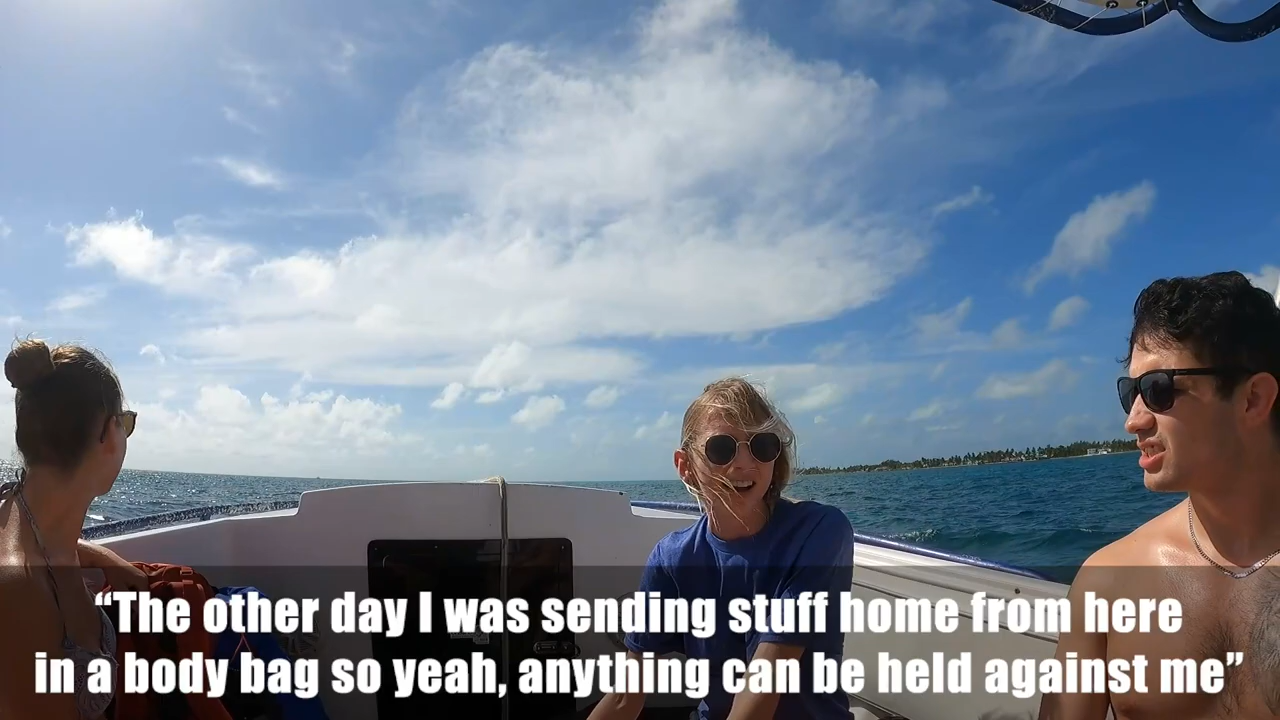 “The other day I was sending stuff home from here
in a body bag so yeah, anything can be held against me”